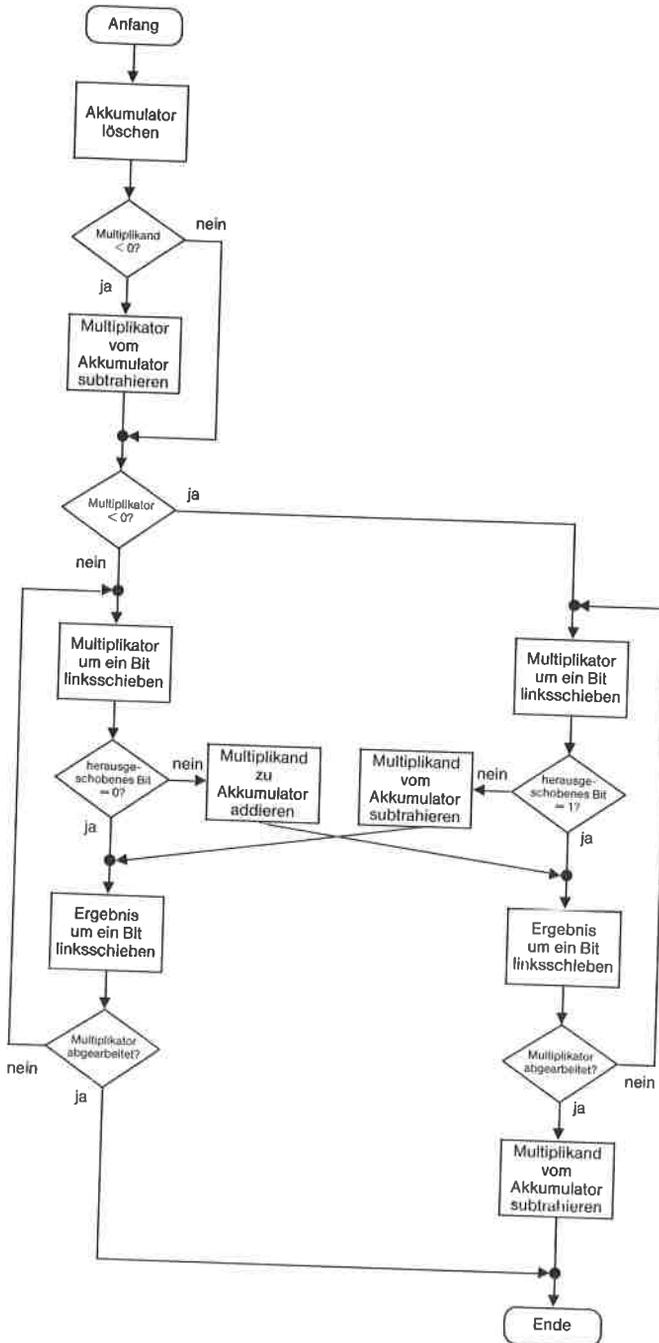 Anfang
Akkumulator
löschen
Multiplikand
< 0?
nein
ja
Multiplikator
vom
Akkumulator
subtrahieren
Multiplikator
< 0?
ja
nein
Multiplikator
um ein Bit
linksschieben
Multiplikator
um ein Bit
linksschieben
herausge-
schobenes Bit
= 0?
nein
ja
Multiplikand
zu
Akkumulator
addieren
Multiplikand
vom
Akkumulator
subtrahieren
nein
herausge-
schobenes Bit
= 1?
ja
Ergebnis
um ein Bit
linksschieben
Ergebnis
um ein Bit
linksschieben
Multiplikator
abgearbeitet?
nein
ja
Multiplikator
abgearbeitet?
nein
ja
Multiplikand
vom
Akkumulator
subtrahieren
Ende